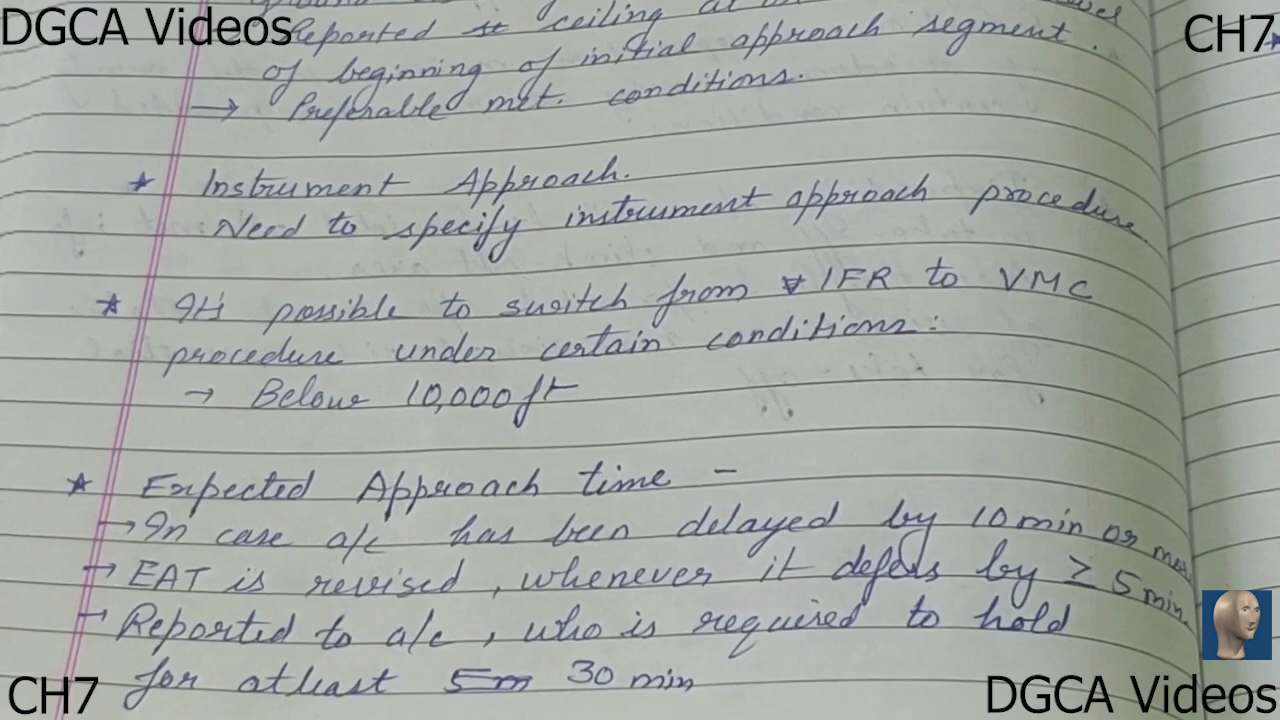 DGCA Videos
CH7
Reported ceiling at
of beginning of initial approach segment.
→ Preferable met. conditions.
★ Instrument Approach.
Need to specify instrument approach procedure.
★ It's possible to switch from IFR to VMC
procedure under certain conditions:
→ Below 10,000 ft
★ Expected Approach time –
→ In case a/c has been delayed by 10 min or
→ EAT is revised, whenever it defers by ≥ 5 min.
→ Reported to a/c, who is required to hold
for atleast 30 min
CH7
DGCA Videos